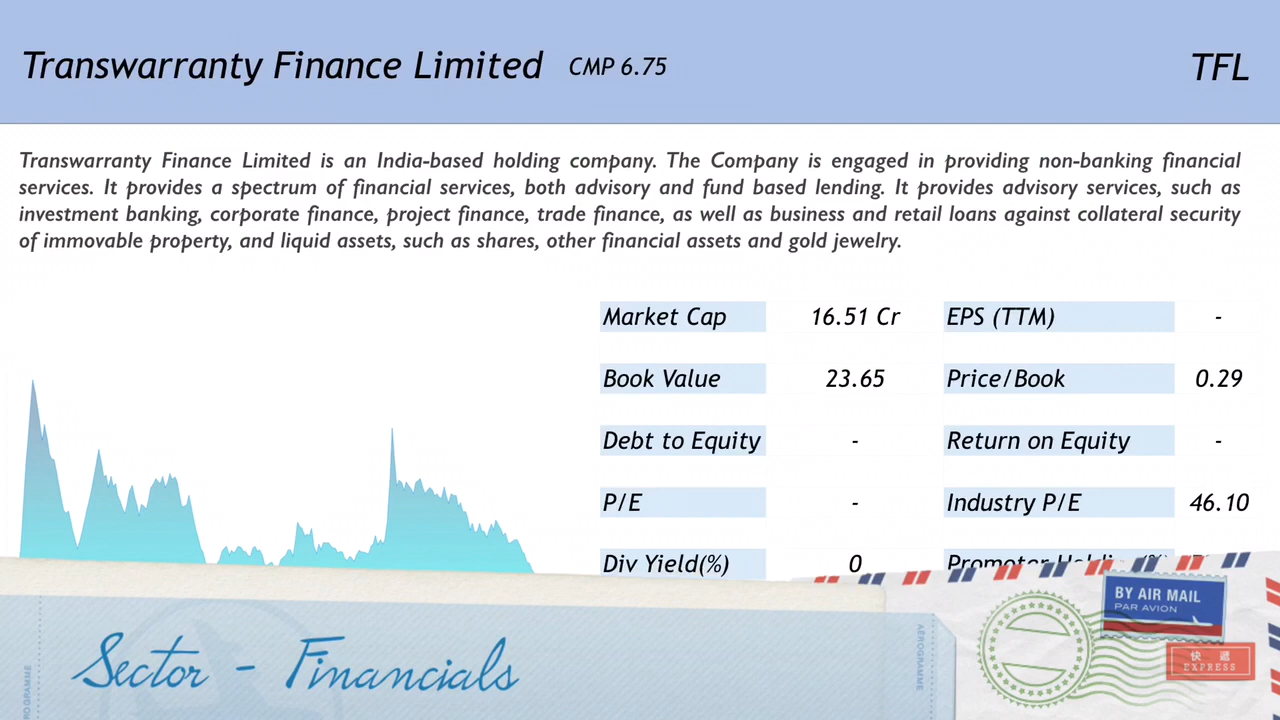 Transwarranty Finance Limited CMP 6.75 TFL
Transwarranty Finance Limited is an India-based holding company. The Company is engaged in providing non-banking financial
services. It provides a spectrum of financial services, both advisory and fund based lending. It provides advisory services, such as
investment banking, corporate finance, project finance, trade finance, as well as business and retail loans against collateral security
of immovable property, and liquid assets, such as shares, other financial assets and gold jewelry.
Market Cap 16.51 Cr EPS (TTM) -
Book Value 23.65 Price/Book 0.29
Debt to Equity - Return on Equity -
P/E - Industry P/E 46.10
Div Yield(%) 0 Promoter
BY AIR MAIL
PAR AVION
Sector - Financials
快遞
EXPRESS
AÉROGRAMME